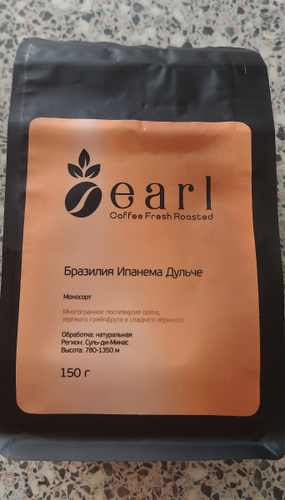 earl
Coffee Fresh Roasted
Бразилия Ипанема Дульче
Моносорт
Многогранное послевкусие ореха,
терпкого грейпфрута и сладкого абрикоса
Обработка: натуральная
Регион: Суль-ди-Минас
Высота: 780-1350 м
150 г